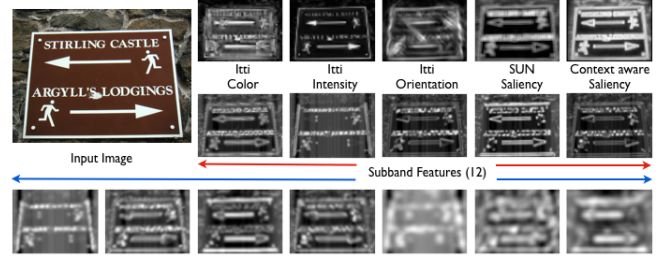 STIRLING CASTLE
ARGYLL'S LODGINGS
Input Image
Itti
Color
Itti
Intensity
Itti
Orientation
SUN
Saliency
Context aware
Saliency
Subband Features (12)